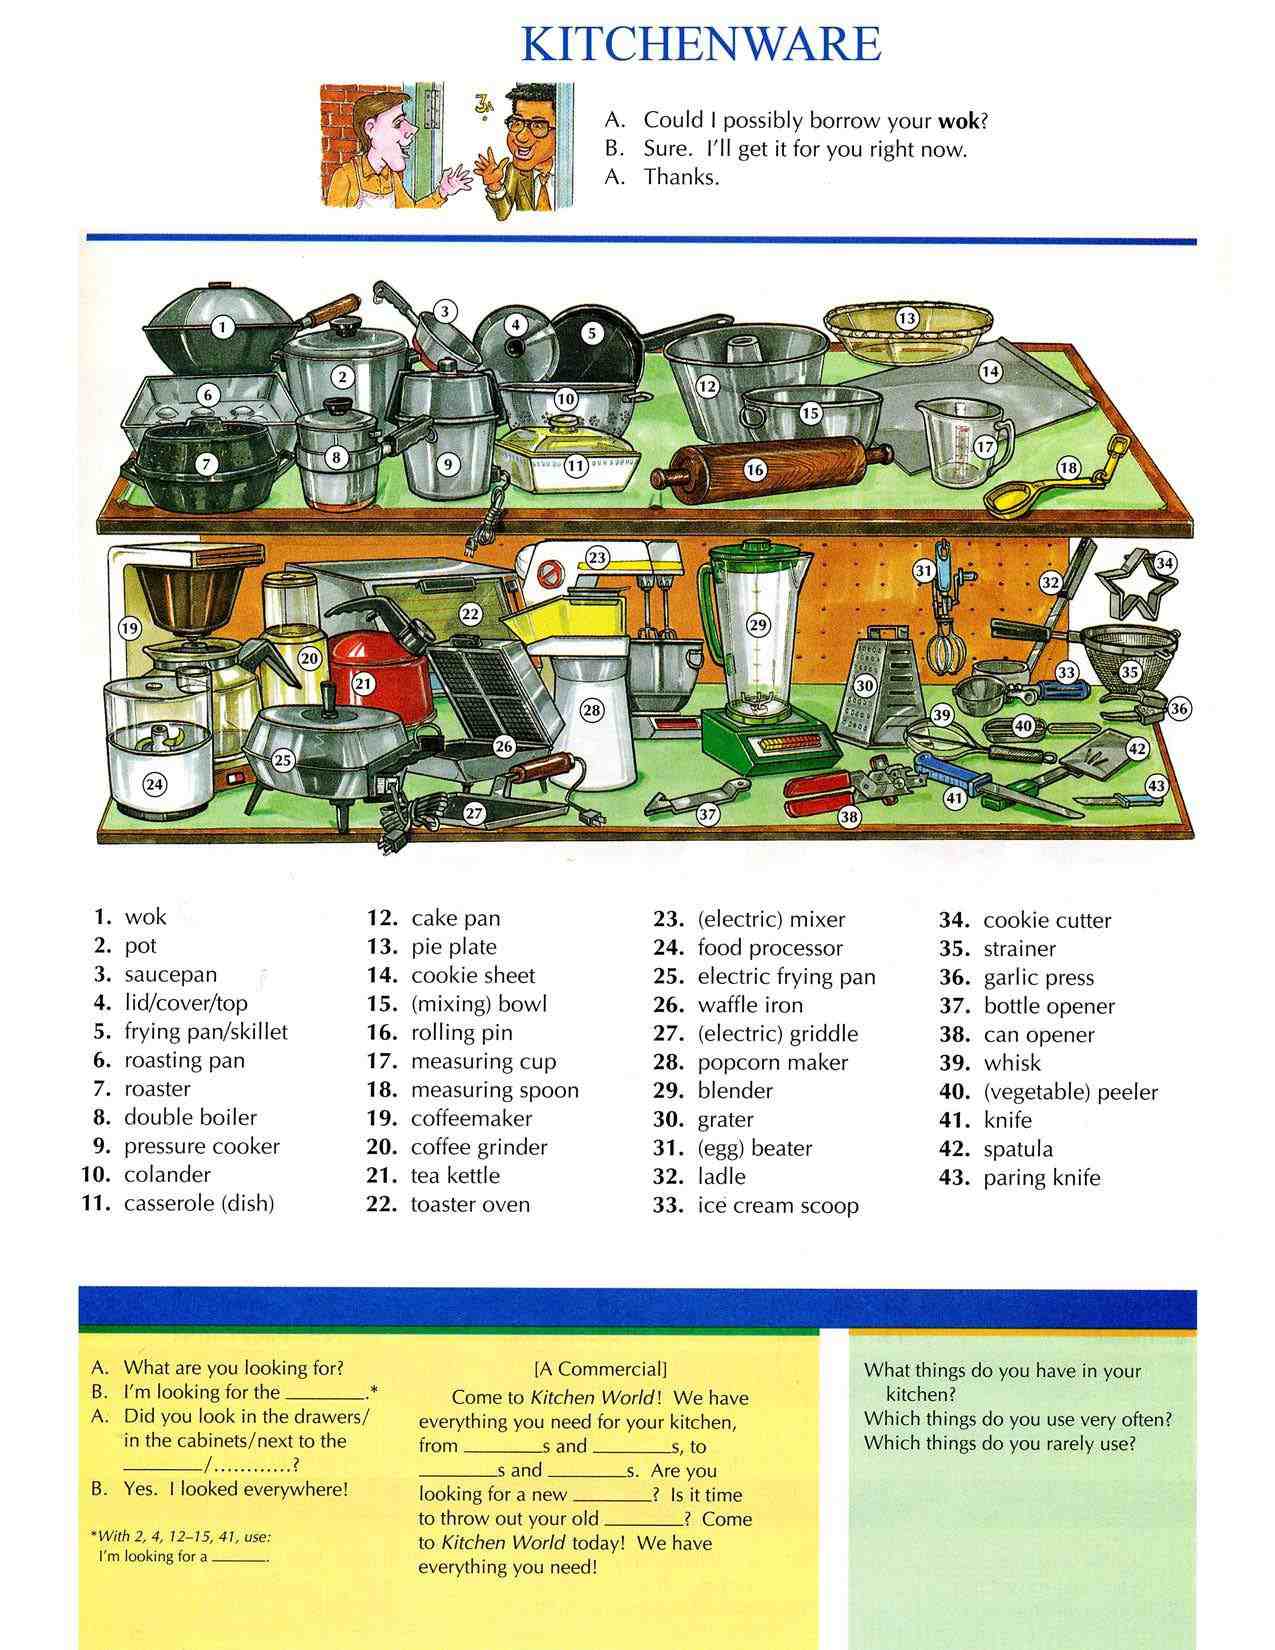 KITCHENWARE
3A
A. Could I possibly borrow your wok?
B. Sure. I'll get it for you right now.
A. Thanks.
1
2
3
4
5
6
7
8
9
10
11
12
13
14
15
16
17
18
19
20
21
22
23
24
25
26
27
28
29
30
31
32
33
34
35
36
37
38
39
40
41
42
43
1. wok
2. pot
3. saucepan
4. lid/cover/top
5. frying pan/skillet
6. roasting pan
7. roaster
8. double boiler
9. pressure cooker
10. colander
11. casserole (dish)
12. cake pan
13. pie plate
14. cookie sheet
15. (mixing) bowl
16. rolling pin
17. measuring cup
18. measuring spoon
19. coffeemaker
20. coffee grinder
21. tea kettle
22. toaster oven
23. (electric) mixer
24. food processor
25. electric frying pan
26. waffle iron
27. (electric) griddle
28. popcorn maker
29. blender
30. grater
31. (egg) beater
32. ladle
33. ice cream scoop
34. cookie cutter
35. strainer
36. garlic press
37. bottle opener
38. can opener
39. whisk
40. (vegetable) peeler
41. knife
42. spatula
43. paring knife
A. What are you looking for?
B. I'm looking for the ________.*
A. Did you look in the drawers/
in the cabinets/next to the
________/............?
B. Yes. I looked everywhere!
*With 2, 4, 12–15, 41, use:
I'm looking for a ______.
[A Commercial]
Come to Kitchen World! We have
everything you need for your kitchen,
from ________s and ________s, to
________s and ________s. Are you
looking for a new ________? Is it time
to throw out your old ________? Come
to Kitchen World today! We have
everything you need!
What things do you have in your
kitchen?
Which things do you use very often?
Which things do you rarely use?